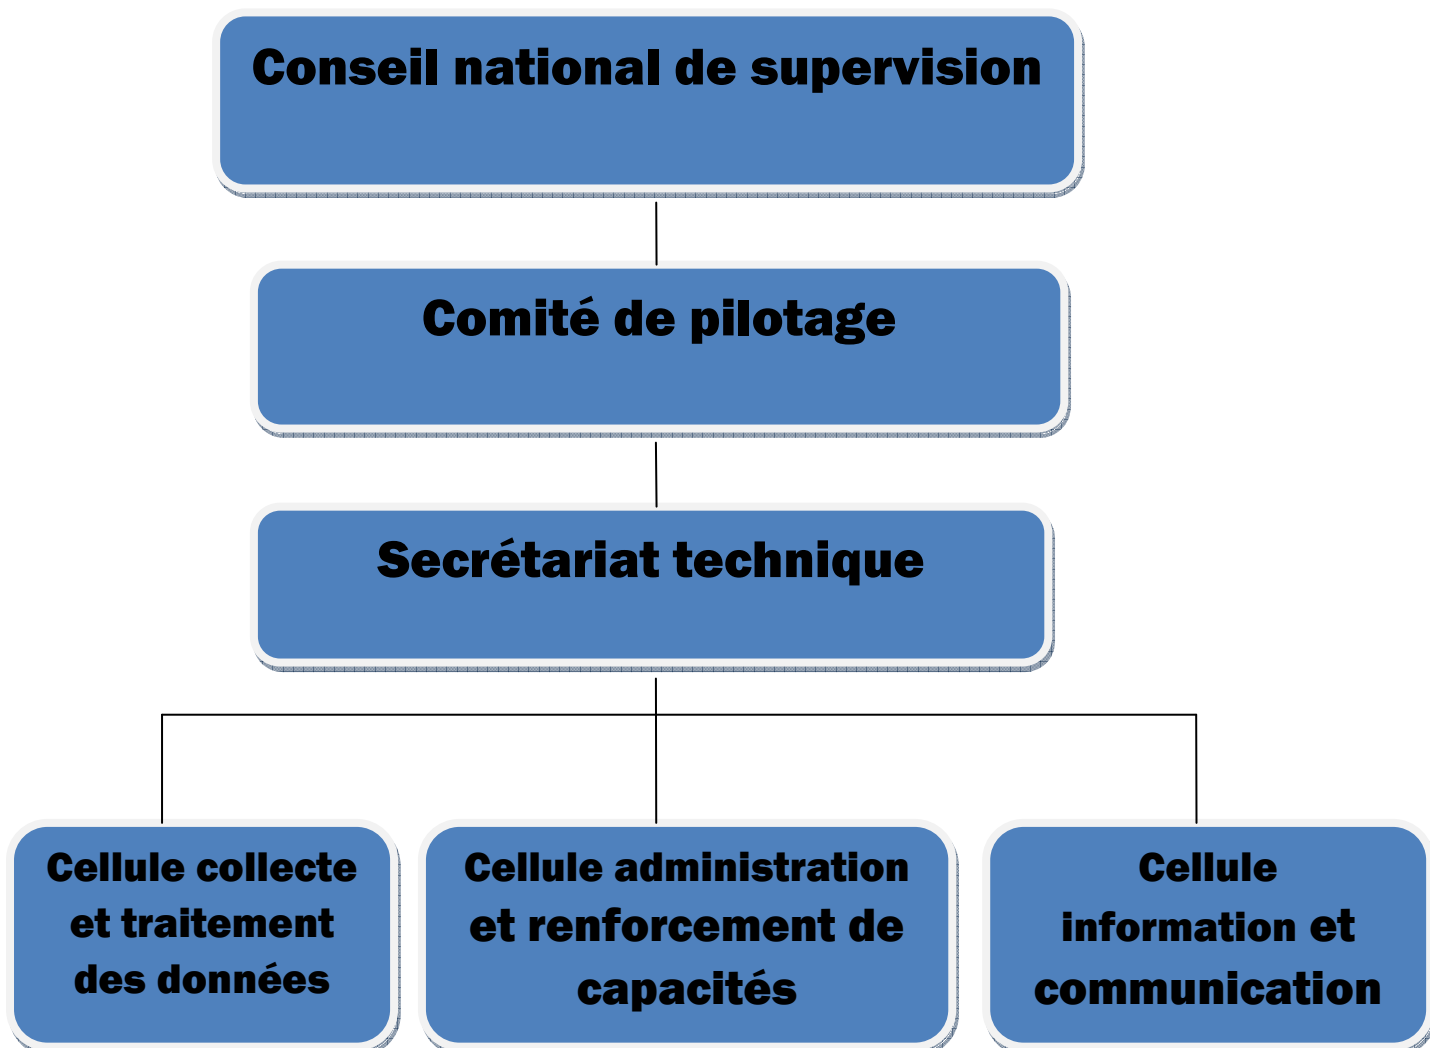 Conseil national de supervision
Comité de pilotage
Secrétariat technique
Cellule collecte
et traitement
des données
Cellule administration
et renforcement de
capacités
Cellule
information et
communication